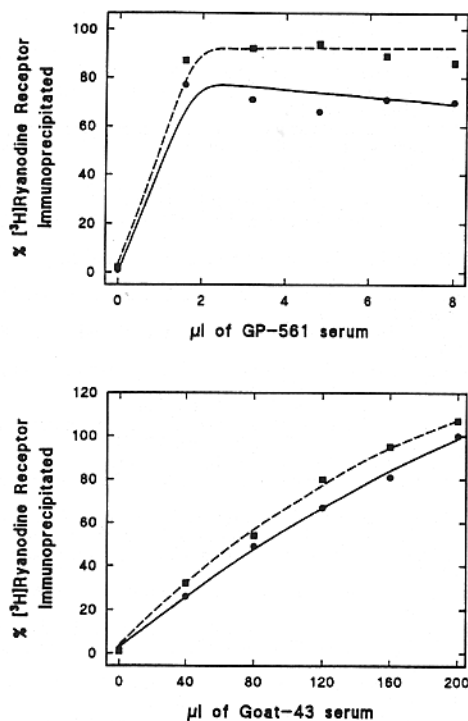 % [³H]Ryanodine Receptor
Immunoprecipitated
100
80
60
40
20
0
0 2 4 6 8
µl of GP-561 serum
% [³H]Ryanodine Receptor
Immunoprecipitated
120
100
80
60
40
20
0
0 40 80 120 160 200
µl of Goat-43 serum